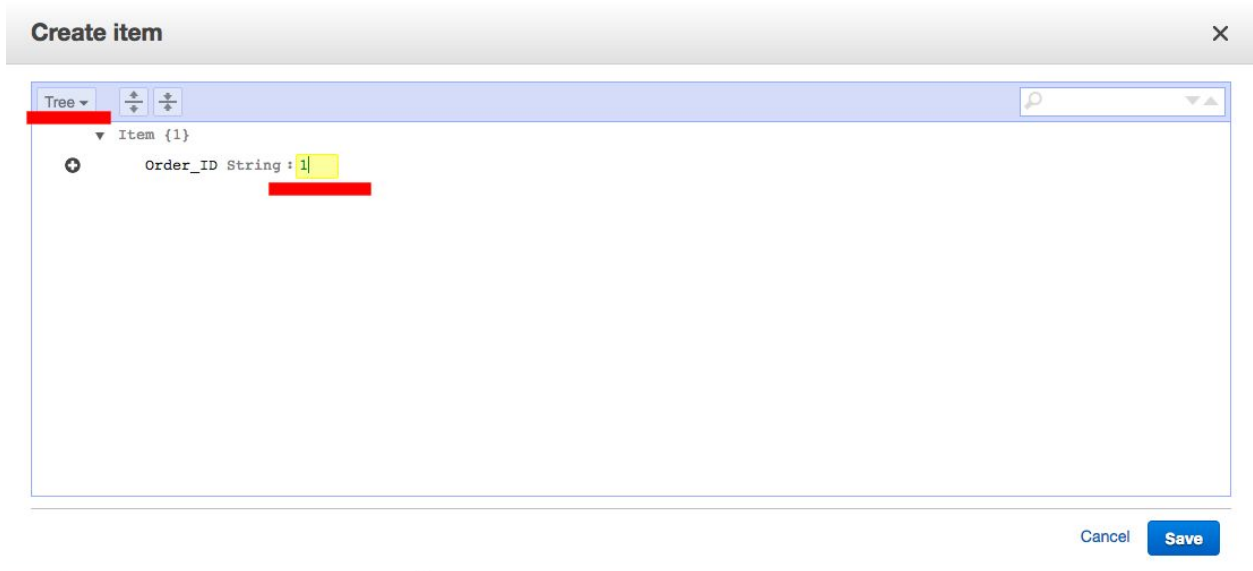 Create item
Tree
Item {1}
Order_ID String : 1
Cancel Save